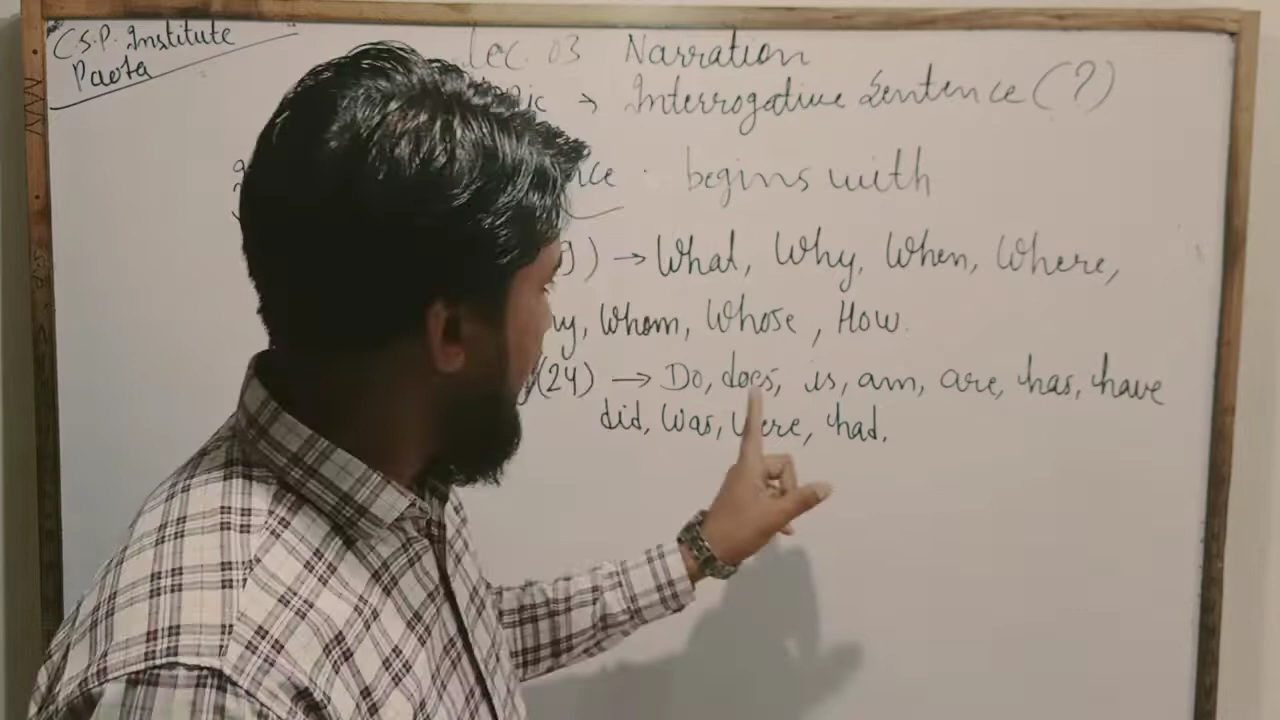 C.S.P. Institute
Paota
Lec. 03 Narration
→ Interrogative Sentence (?)
begins with
→ What, Why, When, Where,
Whom, Whose, How.
(24) → Do, does, is, am, are, has, have
did, was, were, had.